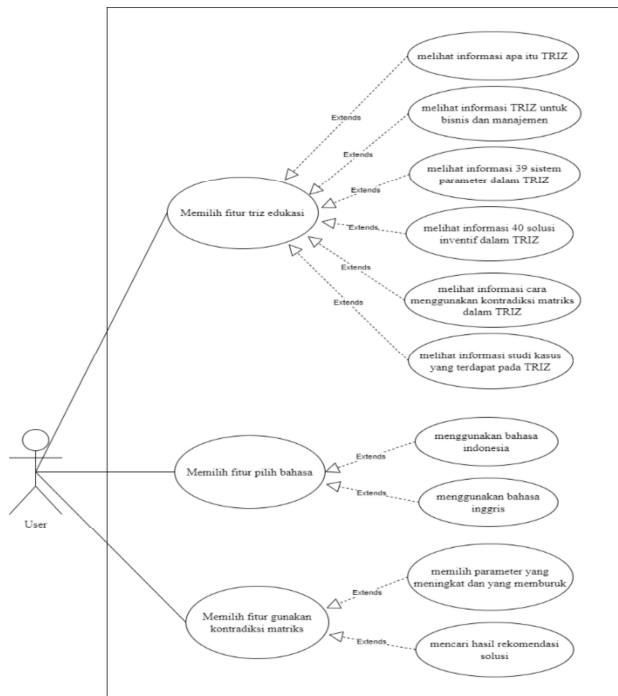 melihat informasi apa itu TRIZ
Extends
melihat informasi TRIZ untuk
bisnis dan manajemen
Extends
melihat informasi 39 sistem
parameter dalam TRIZ
Extends
Memilih fitur triz edukasi
melihat informasi 40 solusi
inventif dalam TRIZ
Extends
melihat informasi cara
menggunakan kontradiksi matriks
dalam TRIZ
Extends
melihat informasi studi kasus
yang terdapat pada TRIZ
Extends
menggunakan bahasa
indonesia
Extends
Memilih fitur pilih bahasa
menggunakan bahasa
inggris
Extends
User
memilih parameter yang
meningkat dan yang memburuk
Extends
Memilih fitur gunakan
kontradiksi matriks
mencari hasil rekomendasi
solusi
Extends